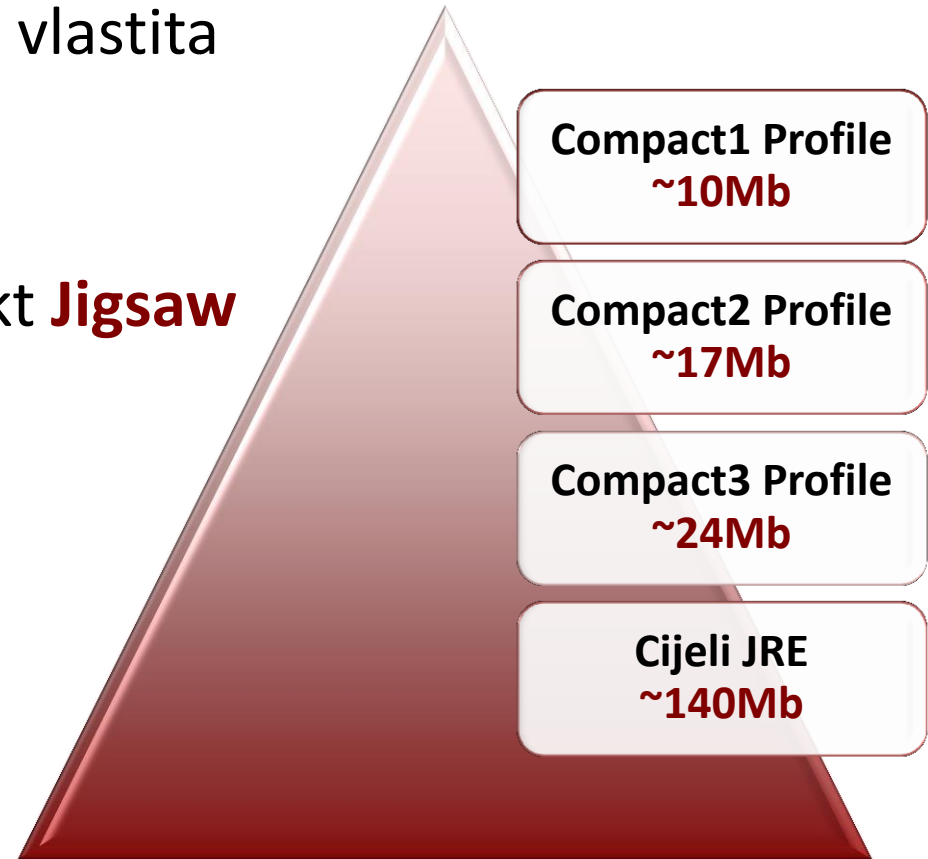 vlastita
kt Jigsaw
Compact1 Profile
~10Mb
Compact2 Profile
~17Mb
Compact3 Profile
~24Mb
Cijeli JRE
~140Mb